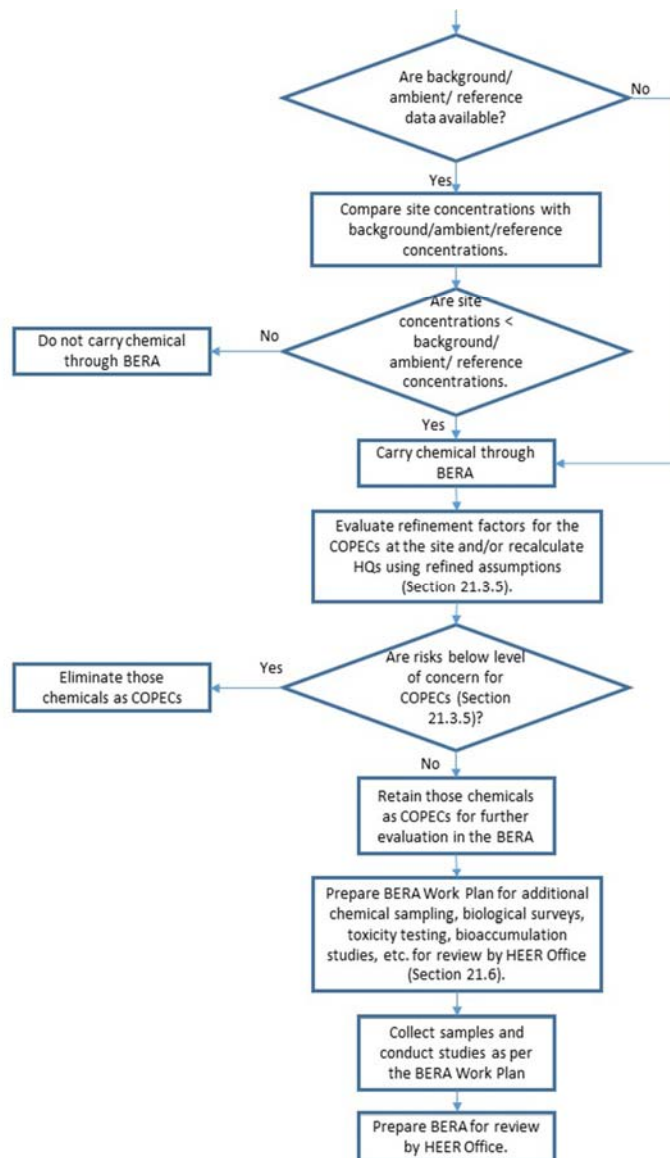 Are background/
ambient/ reference
data available?
No
Yes
Compare site concentrations with
background/ambient/reference
concentrations.
Are site
concentrations <
background/
ambient/ reference
concentrations.
No
Do not carry chemical
through BERA
Yes
Carry chemical through
BERA
Evaluate refinement factors for the
COPECs at the site and/or recalculate
HQs using refined assumptions
(Section 21.3.5).
Are risks below level
of concern for
COPECs (Section
21.3.5)?
Yes
Eliminate those
chemicals as COPECs
No
Retain those chemicals
as COPECs for further
evaluation in the BERA
Prepare BERA Work Plan for additional
chemical sampling, biological surveys,
toxicity testing, bioaccumulation
studies, etc. for review by HEER Office
(Section 21.6).
Collect samples and
conduct studies as per
the BERA Work Plan
Prepare BERA for review
by HEER Office.